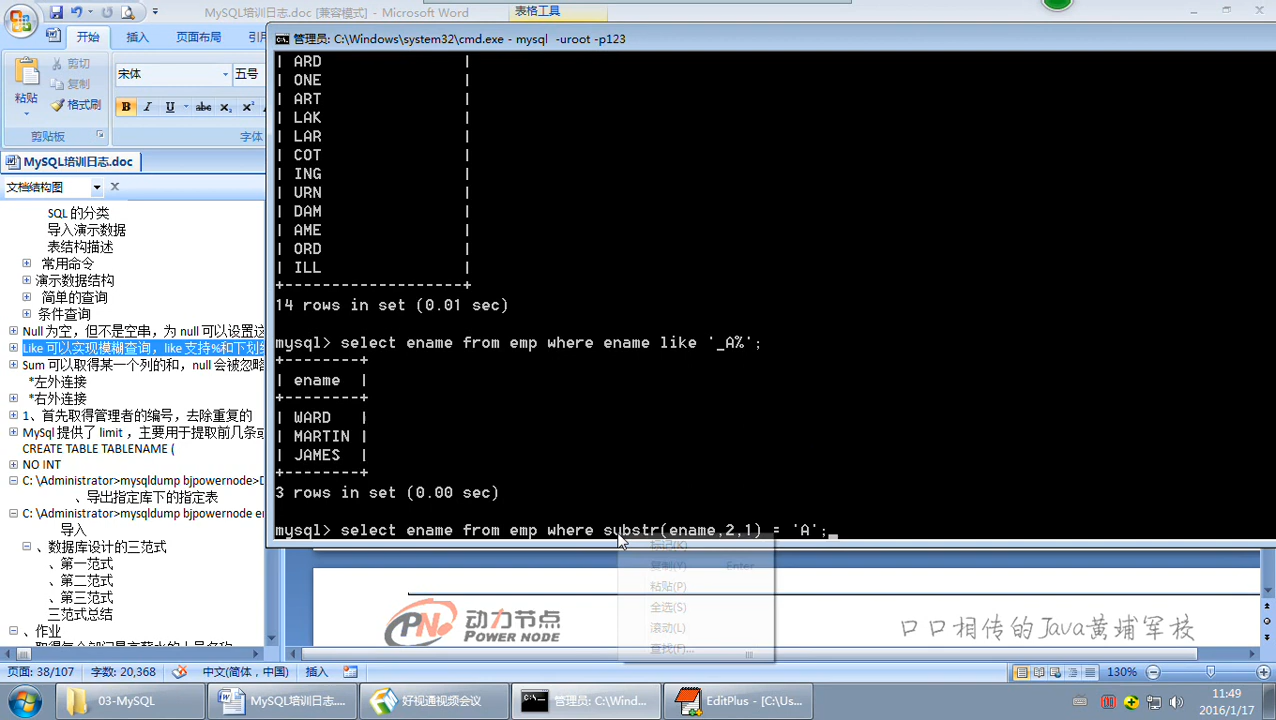 MySQL培训日志.doc [兼容模式] - Microsoft Word
表格工具
开始
插入
页面布局
剪切
复制
格式刷
粘贴
剪贴板
宋体
五号
B I U abc X₂ X²
字体
管理员: C:\Windows\system32\cmd.exe - mysql -uroot -p123
MySQL培训日志.doc
文档结构图
SQL 的分类
导入演示数据
表结构描述
常用命令
演示数据结构
简单的查询
条件查询
Null 为空，但不是空串，为 null 可以设置这
Like 可以实现模糊查询，like 支持%和下划
Sum 可以取得某一个列的和，null 会被忽略
*左外连接
*右外连接
1、首先取得管理者的编号，去除重复的
MySql 提供了 limit ，主要用于提取前几条或
CREATE TABLE TABLENAME (
NO INT
C: \Administrator>mysqldump bjpowernode>D
、导出指定库下的指定表
C: \Administrator>mysqldump bjpowernode
导入
、数据库设计的三范式
、第一范式
、第二范式
、第三范式
三范式总结
、作业
| ARD |
| ONE |
| ART |
| LAK |
| LAR |
| COT |
| ING |
| URN |
| DAM |
| AME |
| ORD |
| ILL |
+------------------+
14 rows in set (0.01 sec)
mysql> select ename from emp where ename like '_A%';
+--------+
| ename |
+--------+
| WARD |
| MARTIN |
| JAMES |
+--------+
3 rows in set (0.00 sec)
mysql> select ename from emp where substr(ename,2,1) = 'A';_
标记(K)
复制(Y) Enter
粘贴(P)
全选(S)
滚动(L)
查找(F)...
PN 动力节点
POWER NODE
口口相传的Java黄埔军校
页面: 38/107
字数: 20,368
中文(简体，中国)
插入
130%
03-MySQL
MySQL培训日志....
好视通视频会议
管理员: C:\Wind...
EditPlus - [C:\Us...
11:49
2016/1/17